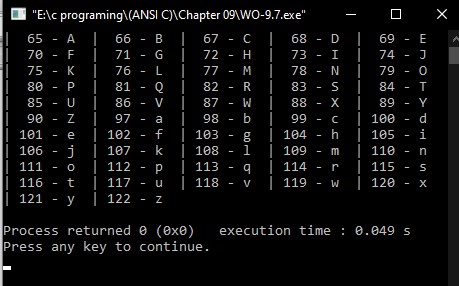 "E:\c programing\(ANSI C)\Chapter 09\WO-9.7.exe"
|  65 - A  |  66 - B  |  67 - C  |  68 - D  |  69 - E
|  70 - F  |  71 - G  |  72 - H  |  73 - I  |  74 - J
|  75 - K  |  76 - L  |  77 - M  |  78 - N  |  79 - O
|  80 - P  |  81 - Q  |  82 - R  |  83 - S  |  84 - T
|  85 - U  |  86 - V  |  87 - W  |  88 - X  |  89 - Y
|  90 - Z  |  97 - a  |  98 - b  |  99 - c  | 100 - d
| 101 - e  | 102 - f  | 103 - g  | 104 - h  | 105 - i
| 106 - j  | 107 - k  | 108 - l  | 109 - m  | 110 - n
| 111 - o  | 112 - p  | 113 - q  | 114 - r  | 115 - s
| 116 - t  | 117 - u  | 118 - v  | 119 - w  | 120 - x
| 121 - y  | 122 - z
Process returned 0 (0x0)   execution time : 0.049 s
Press any key to continue.